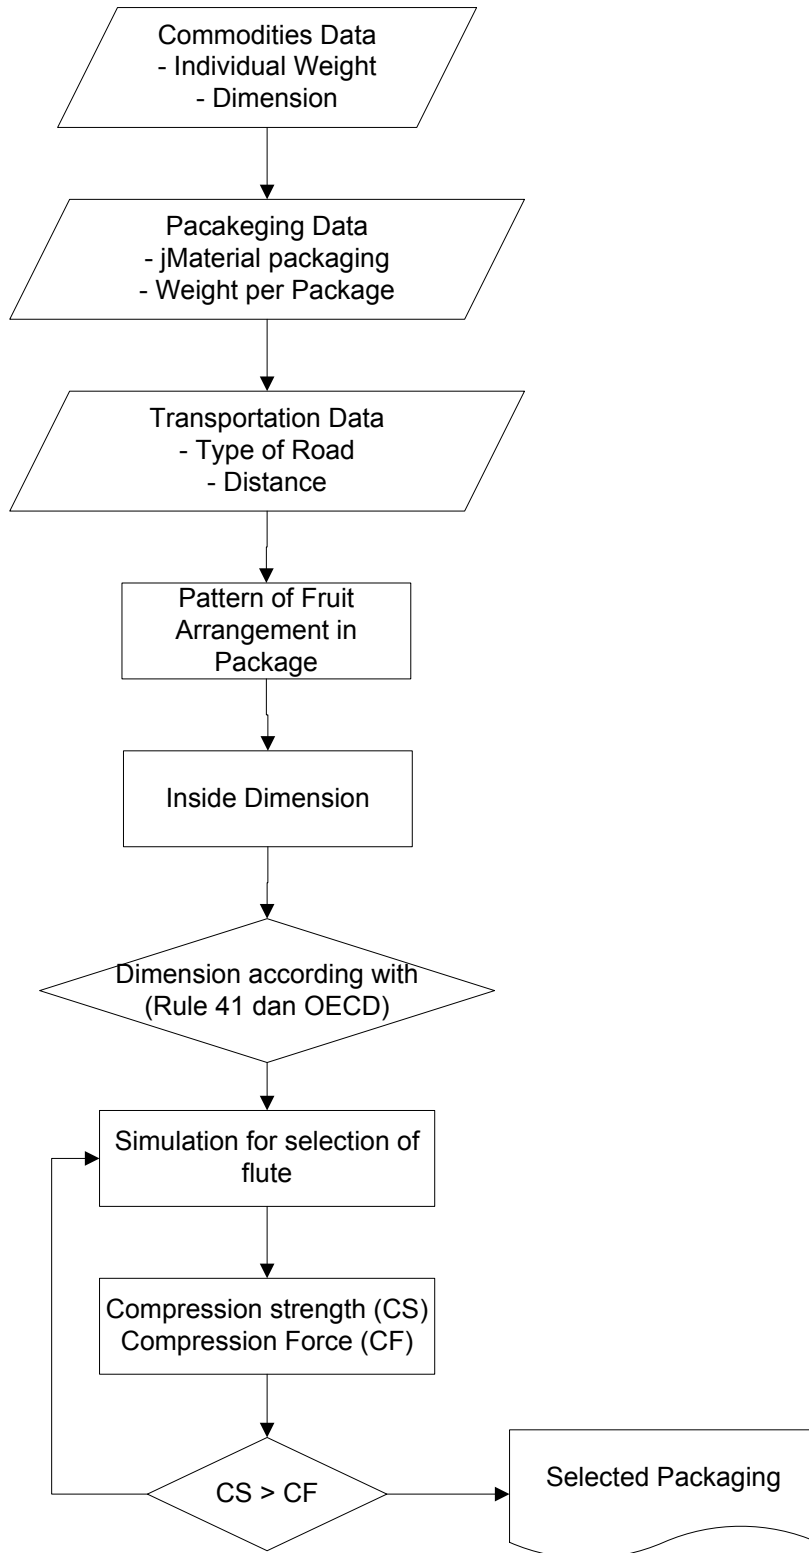 Commodities Data
- Individual Weight
- Dimension
Pacakeging Data
- jMaterial packaging
- Weight per Package
Transportation Data
- Type of Road
- Distance
Pattern of Fruit
Arrangement in
Package
Inside Dimension
Dimension according with
(Rule 41 dan OECD)
Simulation for selection of
flute
Compression strength (CS)
Compression Force (CF)
CS > CF
Selected Packaging